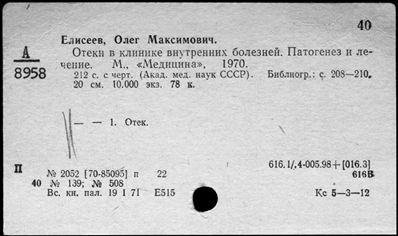 40
Елисеев, Олег Максимович.
А
8958
Отеки в клинике внутренних болезней. Патогенез и ле-
чение. М., «Медицина», 1970.
212 с. с черт. (Акад. мед. наук СССР). Библиогр.: с. 208—210.
20 см. 10.000 экз. 78 к.
— — 1. Отек.
II
№ 2052 [70-85095] п 22
40 № 139; № 508
Вс. кн. пал. 19 I 71 Е515
616.1/.4-005.98+[016.3]
616В
Кс 5—3—12